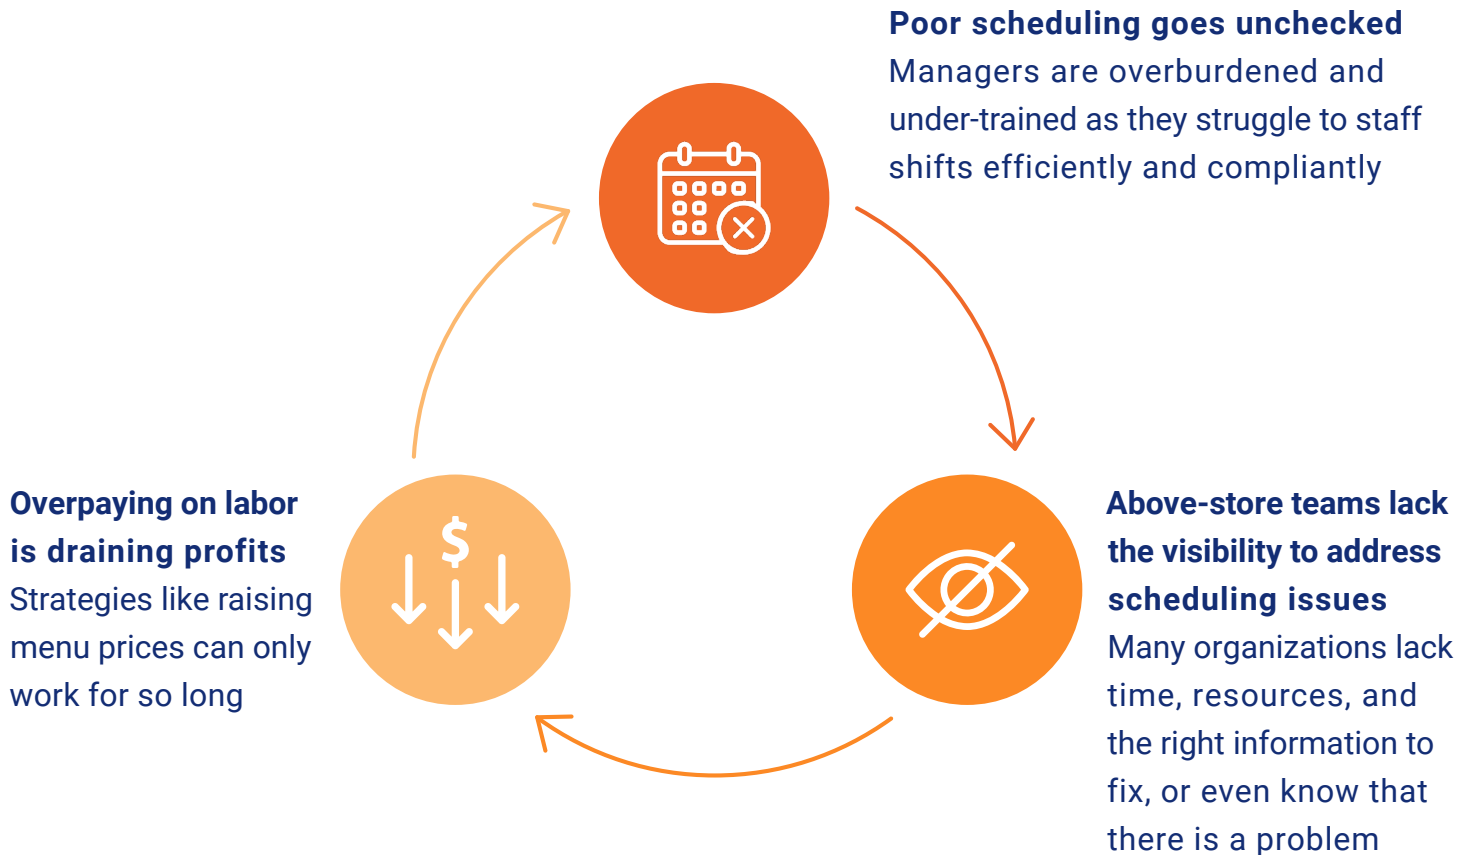 Poor scheduling goes unchecked
Managers are overburdened and
under-trained as they struggle to staff
shifts efficiently and compliantly
$
Overpaying on labor
is draining profits
Strategies like raising
menu prices can only
work for so long
Above-store teams lack
the visibility to address
scheduling issues
Many organizations lack
time, resources, and
the right information to
fix, or even know that
there is a problem